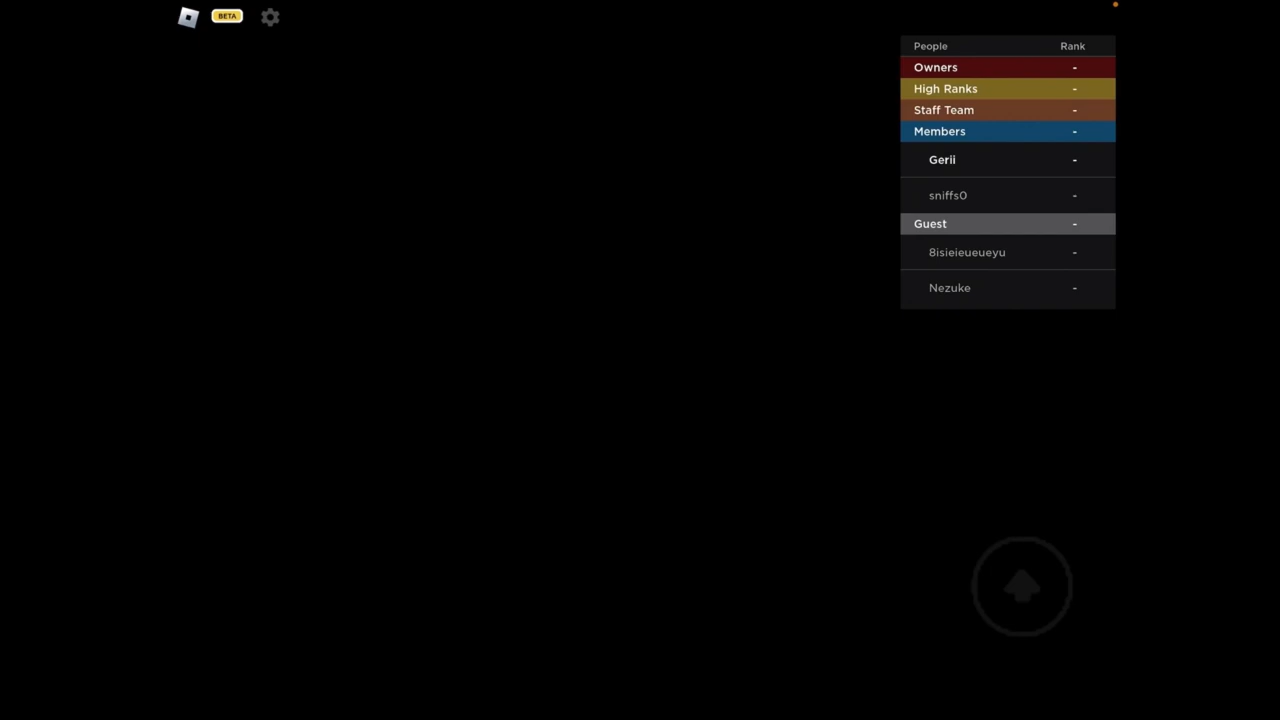 BETA
People Rank
Owners -
High Ranks -
Staff Team -
Members -
Gerii -
sniffs0 -
Guest -
8isieieueueyu -
Nezuke -